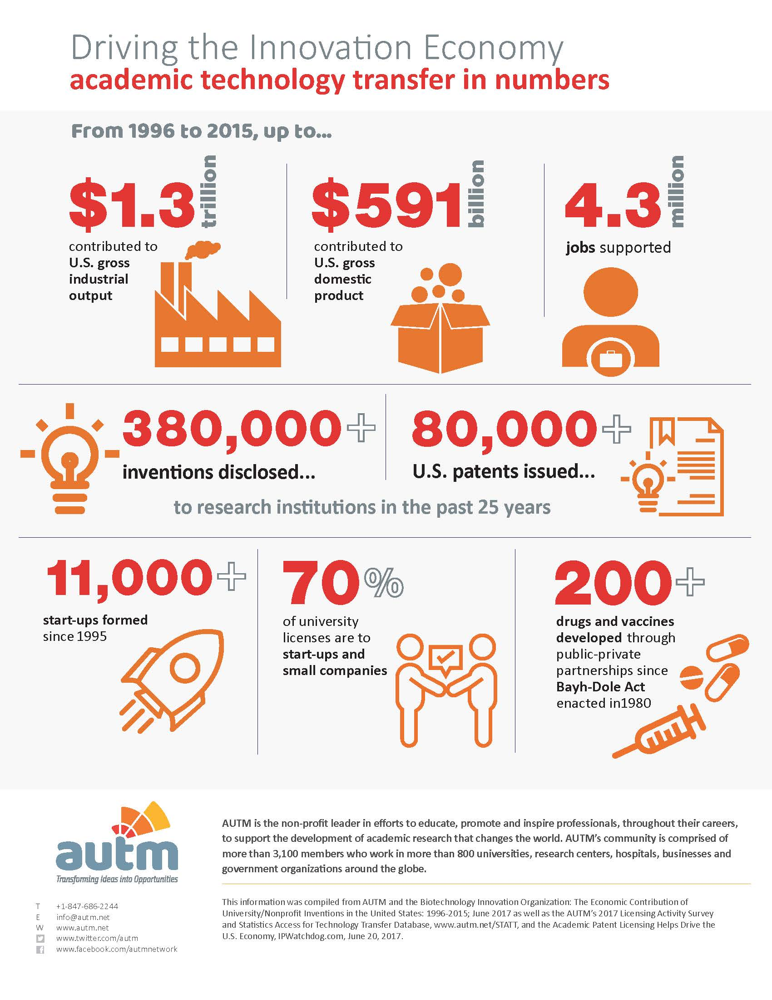 Driving the Innovation Economy
academic technology transfer in numbers
From 1996 to 2015, up to...
$1.3 trillion
contributed to
U.S. gross
industrial
output
$591 billion
contributed to
U.S. gross
domestic
product
4.3 million
jobs supported
380,000+
inventions disclosed...
80,000+
U.S. patents issued...
to research institutions in the past 25 years
11,000+
start-ups formed
since 1995
70%
of university
licenses are to
start-ups and
small companies
200+
drugs and vaccines
developed through
public-private
partnerships since
Bayh-Dole Act
enacted in1980
autm
Transforming Ideas into Opportunities
T +1-847-686-2244
E info@autm.net
W www.autm.net
www.twitter.com/autm
f www.facebook.com/autmnetwork
AUTM is the non-profit leader in efforts to educate, promote and inspire professionals, throughout their careers,
to support the development of academic research that changes the world. AUTM's community is comprised of
more than 3,100 members who work in more than 800 universities, research centers, hospitals, businesses and
government organizations around the globe.
This information was compiled from AUTM and the Biotechnology Innovation Organization: The Economic Contribution of
University/Nonprofit Inventions in the United States: 1996-2015; June 2017 as well as the AUTM's 2017 Licensing Activity Survey
and Statistics Access for Technology Transfer Database, www.autm.net/STATT, and the Academic Patent Licensing Helps Drive the
U.S. Economy, IPWatchdog.com, June 20, 2017.